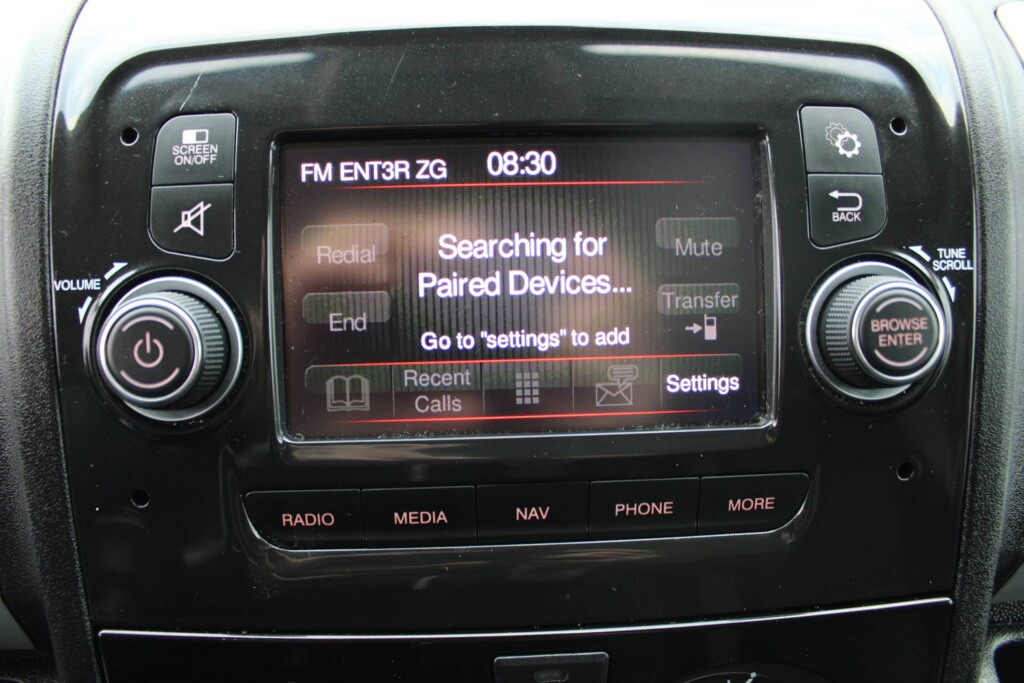 SCREEN
ON/OFF
VOLUME
FM ENT3R ZG 08:30
Redial
End
Searching for
Paired Devices...
Go to "settings" to add
Mute
Transfer
Recent
Calls
Settings
BACK
TUNE
SCROLL
BROWSE
ENTER
RADIO MEDIA NAV PHONE MORE